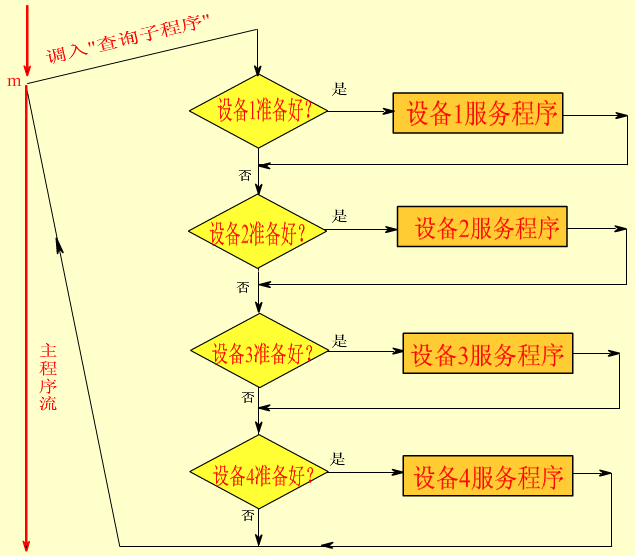 调入"查询子程序"
m
设备1准备好?
是
设备1服务程序
否
设备2准备好?
是
设备2服务程序
否
设备3准备好?
是
设备3服务程序
否
设备4准备好?
是
设备4服务程序
否
主程序流